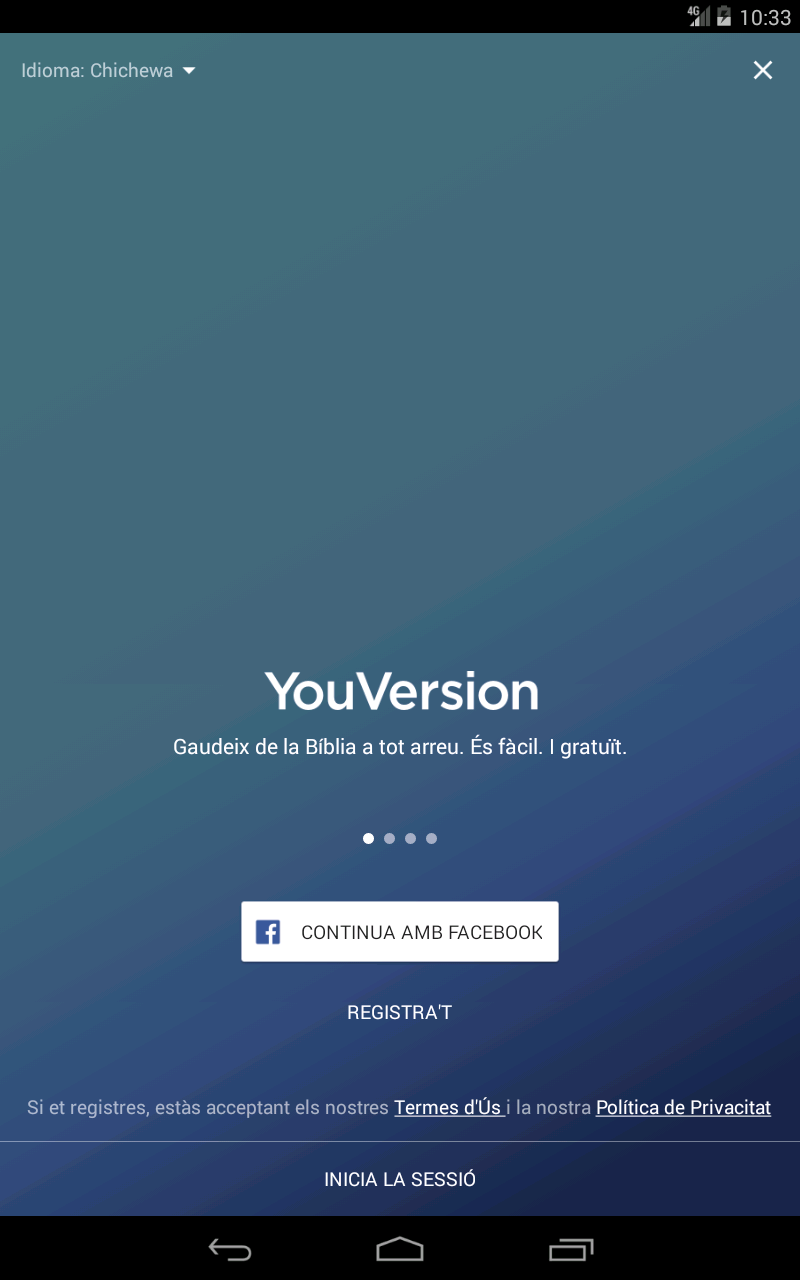 4G 10:33
Idioma: Chichewa
YouVersion
Gaudeix de la Bíblia a tot arreu. És fàcil. I gratuït.
CONTINUA AMB FACEBOOK
REGISTRA'T
Si et registres, estàs acceptant els nostres Termes d'Ús i la nostra Política de Privacitat
INICIA LA SESSIÓ